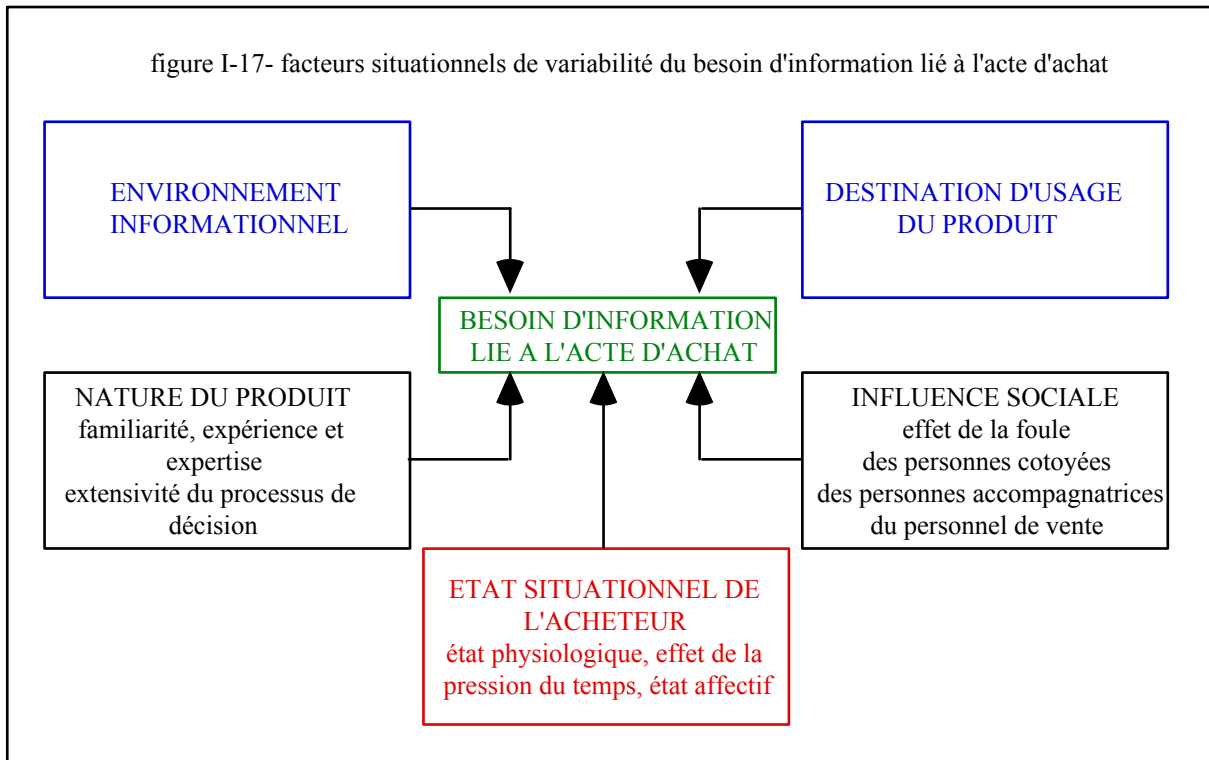 figure I-17- facteurs situationnels de variabilité du besoin d'information lié à l'acte d'achat
ENVIRONNEMENT
INFORMATIONNEL
DESTINATION D'USAGE
DU PRODUIT
BESOIN D'INFORMATION
LIE A L'ACTE D'ACHAT
NATURE DU PRODUIT
familiarité, expérience et
expertise
extensivité du processus de
décision
INFLUENCE SOCIALE
effet de la foule
des personnes cotoyées
des personnes accompagnatrices
du personnel de vente
ETAT SITUATIONNEL DE
L'ACHETEUR
état physiologique, effet de la
pression du temps, état affectif